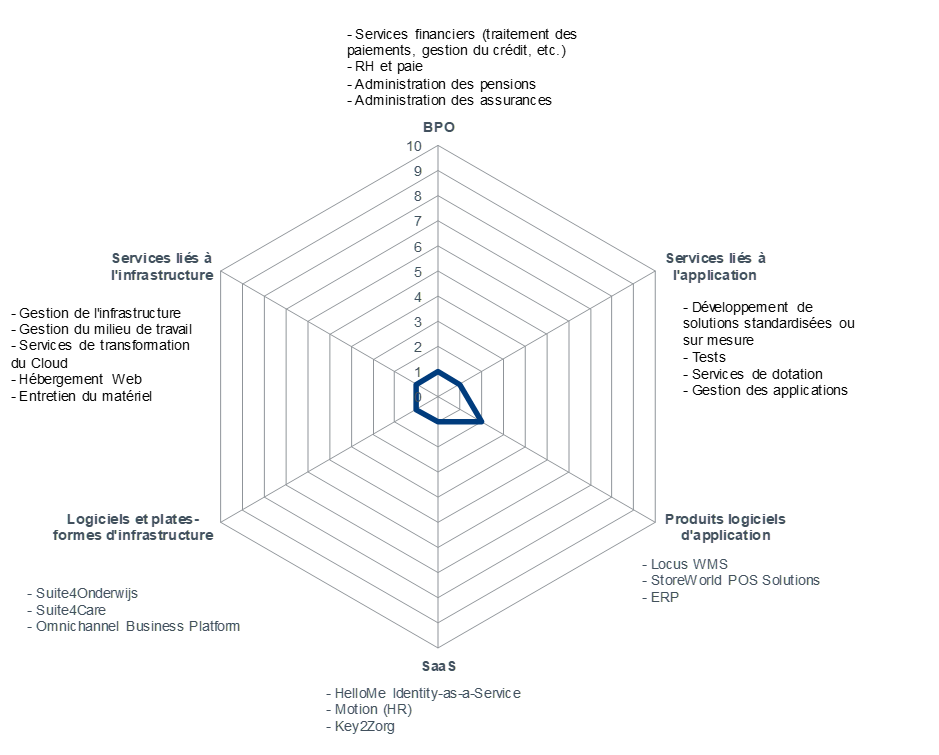 - Services financiers (traitement des
paiements, gestion du crédit, etc.)
- RH et paie
- Administration des pensions
- Administration des assurances
BPO
10
9
8
7
6
5
4
3
2
1
0
Services liés à
l'infrastructure
- Gestion de l'infrastructure
- Gestion du milieu de travail
- Services de transformation
du Cloud
- Hébergement Web
- Entretien du matériel
Services liés à
l'application
- Développement de
solutions standardisées ou
sur mesure
- Tests
- Services de dotation
- Gestion des applications
Logiciels et plates-
formes d'infrastructure
- Suite4Onderwijs
- Suite4Care
- Omnichannel Business Platform
Produits logiciels
d'application
- Locus WMS
- StoreWorld POS Solutions
- ERP
SaaS
- HelloMe Identity-as-a-Service
- Motion (HR)
- Key2Zorg